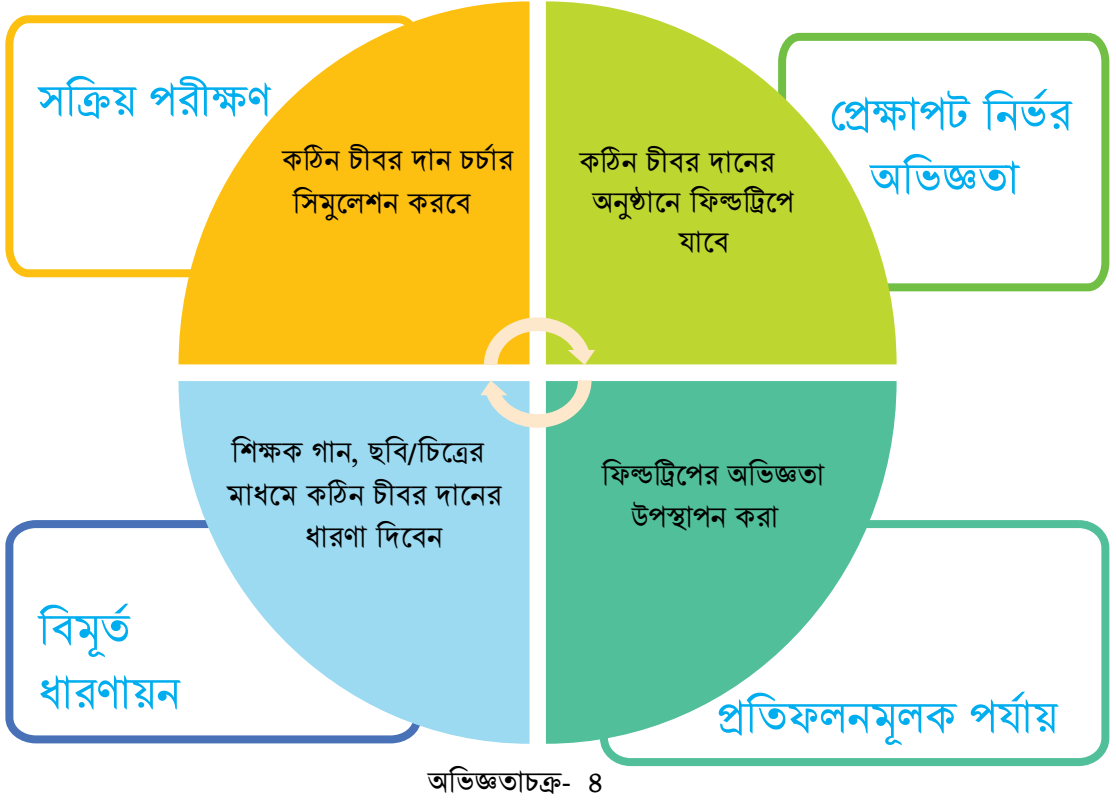 সক্রিয় পরীক্ষণ
কঠিন চীবর দান চর্চার
সিমুলেশন করবে
প্রেক্ষাপট নির্ভর
অভিজ্ঞতা
কঠিন চীবর দানের
অনুষ্ঠানে ফিল্ডট্রিপে
যাবে
শিক্ষক গান, ছবি/চিত্রের
মাধমে কঠিন চীবর দানের
ধারণা দিবেন
বিমূর্ত
ধারণায়ন
ফিল্ডট্রিপের অভিজ্ঞতা
উপস্থাপন করা
প্রতিফলনমূলক পর্যায়
অভিজ্ঞতাচক্র- ৪